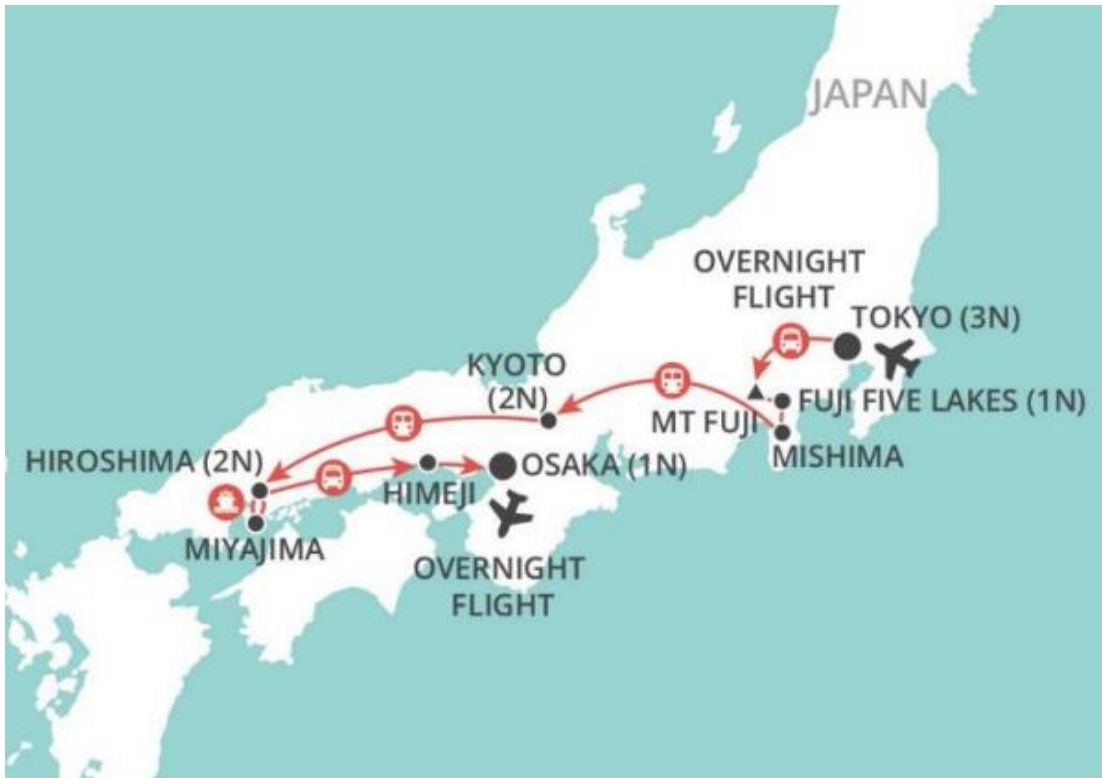 JAPAN
OVERNIGHT
FLIGHT
TOKYO (3N)
KYOTO
(2N)
FUJI FIVE LAKES (1N)
MT FUJI
MISHIMA
HIROSHIMA (2N)
OSAKA (1N)
HIMEJI
MIYAJIMA
OVERNIGHT
FLIGHT